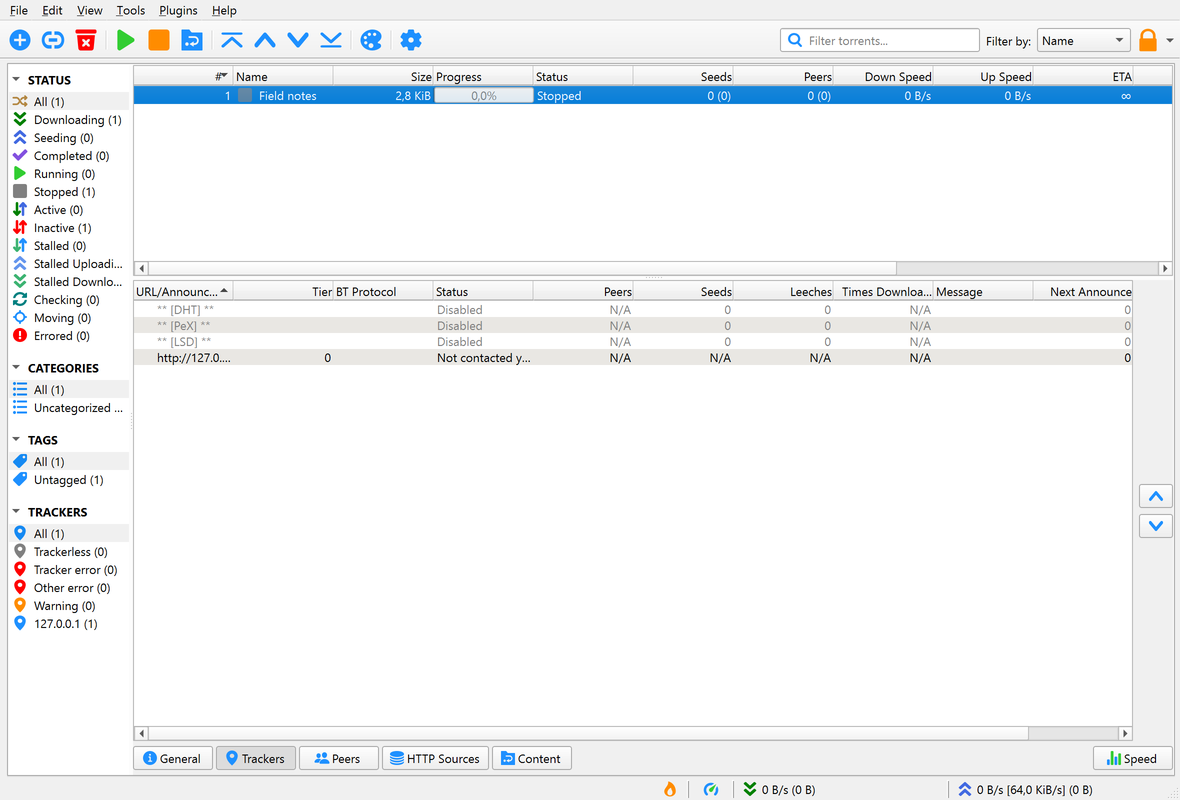 File Edit View Tools Plugins Help
Filter torrents... Filter by: Name
STATUS
All (1)
Downloading (1)
Seeding (0)
Completed (0)
Running (0)
Stopped (1)
Active (0)
Inactive (1)
Stalled (0)
Stalled Uploadi...
Stalled Downlo...
Checking (0)
Moving (0)
Errored (0)
CATEGORIES
All (1)
Uncategorized ...
TAGS
All (1)
Untagged (1)
TRACKERS
All (1)
Trackerless (0)
Tracker error (0)
Other error (0)
Warning (0)
127.0.0.1 (1)
# Name Size Progress Status Seeds Peers Down Speed Up Speed ETA
1 Field notes 2,8 KiB 0,0% Stopped 0 (0) 0 (0) 0 B/s 0 B/s ∞
URL/Announc... Tier BT Protocol Status Peers Seeds Leeches Times Downloa... Message Next Announce
** [DHT] ** Disabled N/A 0 0 N/A 0
** [PeX] ** Disabled N/A 0 0 N/A 0
** [LSD] ** Disabled N/A 0 0 N/A 0
http://127.0.... 0 Not contacted y... N/A N/A N/A N/A 0
General Trackers Peers HTTP Sources Content Speed
0 B/s (0 B) 0 B/s [64,0 KiB/s] (0 B)